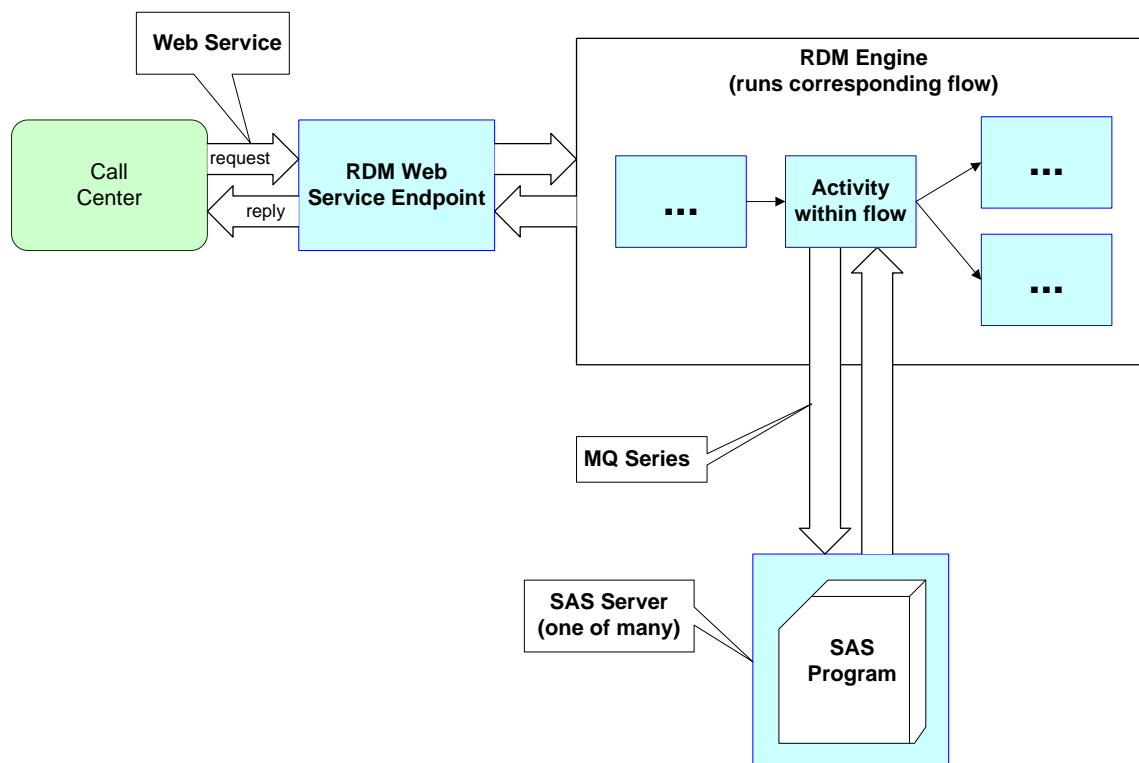 Web Service
RDM Engine
(runs corresponding flow)
Call
Center
request
reply
RDM Web
Service Endpoint
...
Activity
within flow
...
...
MQ Series
SAS Server
(one of many)
SAS
Program